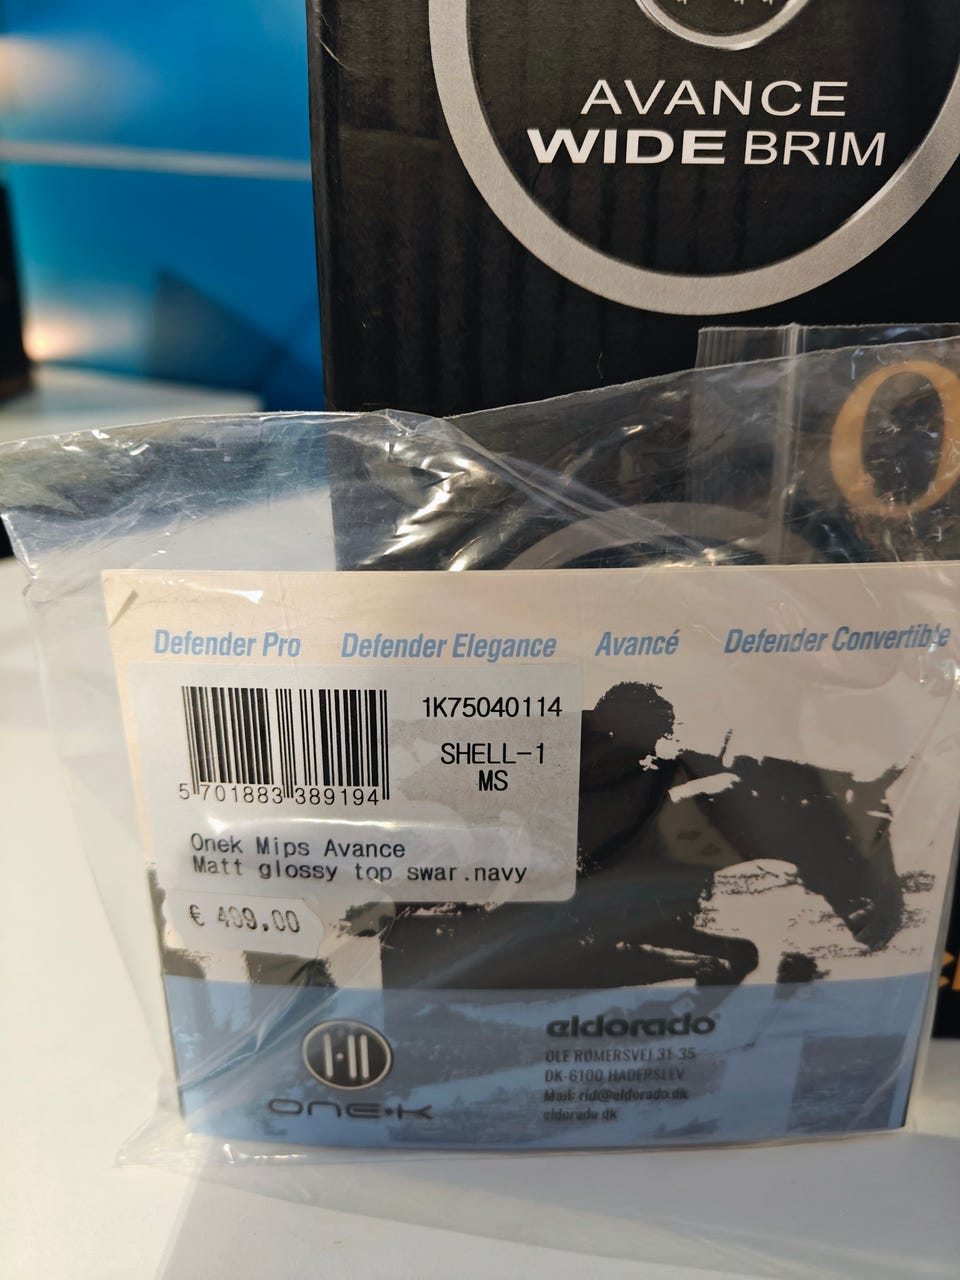 AVANCE
WIDE BRIM
O
Defender Pro Defender Elegance Avancé Defender Convertible
1K75040114
SHELL-1
MS
5 701883 389194
Onek Mips Avance
Matt glossy top swar.navy
€ 499,00
eldorado
OLE RØMERSVEJ 31-35
DK-6100 HADERSLEV
Mail: rid@eldorado.dk
eldorado.dk
ONE•K